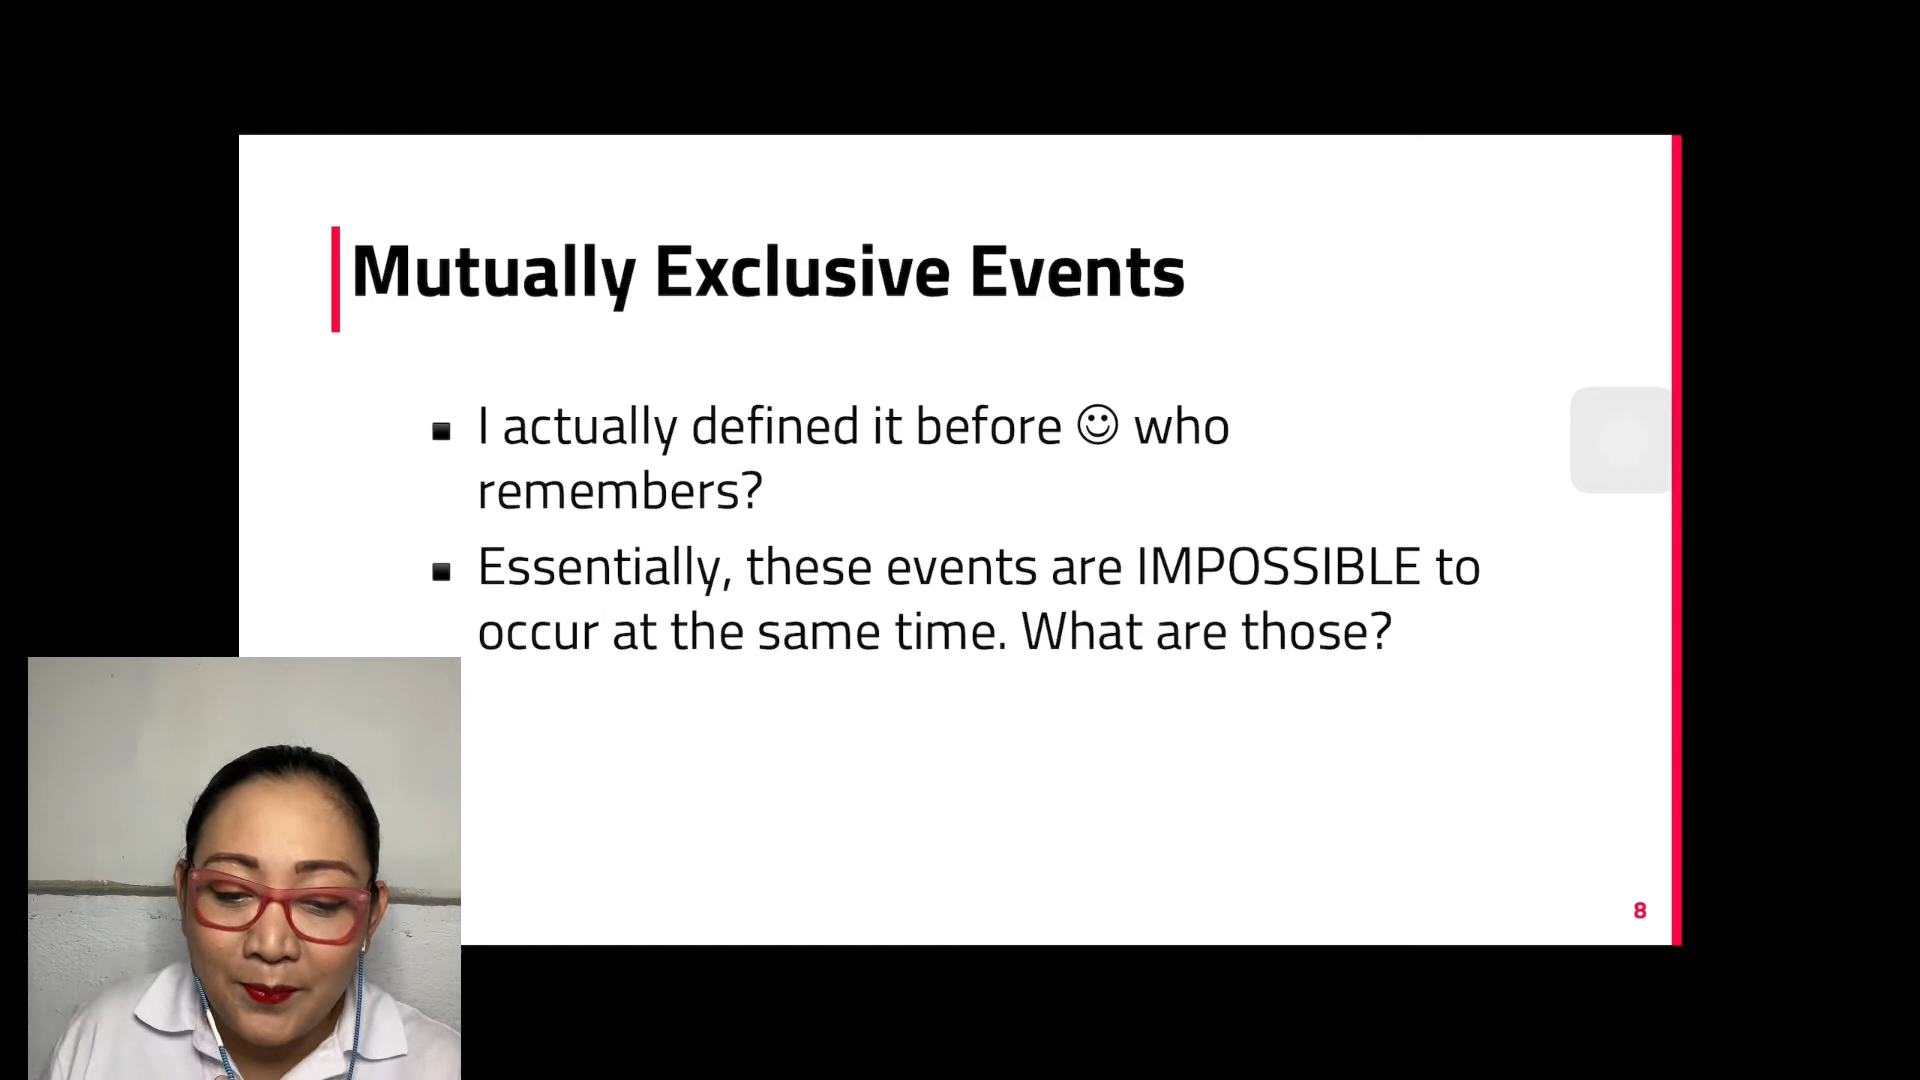 Mutually Exclusive Events
▪ I actually defined it before ☺ who
remembers?
▪ Essentially, these events are IMPOSSIBLE to
occur at the same time. What are those?
8